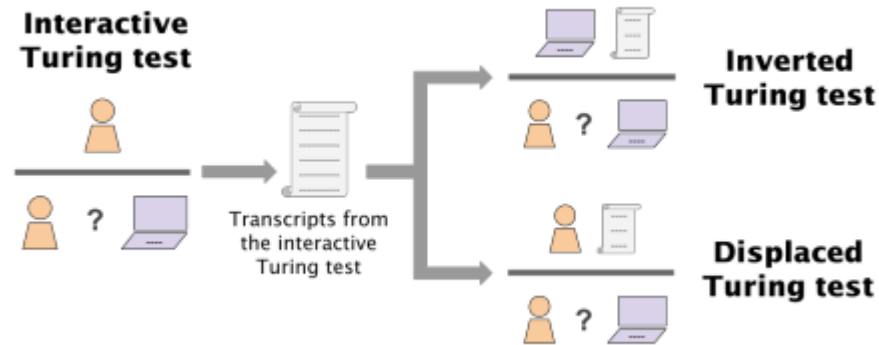 Interactive
Turing test
?
Transcripts from
the interactive
Turing test
Inverted
Turing test
?
Displaced
Turing test
?